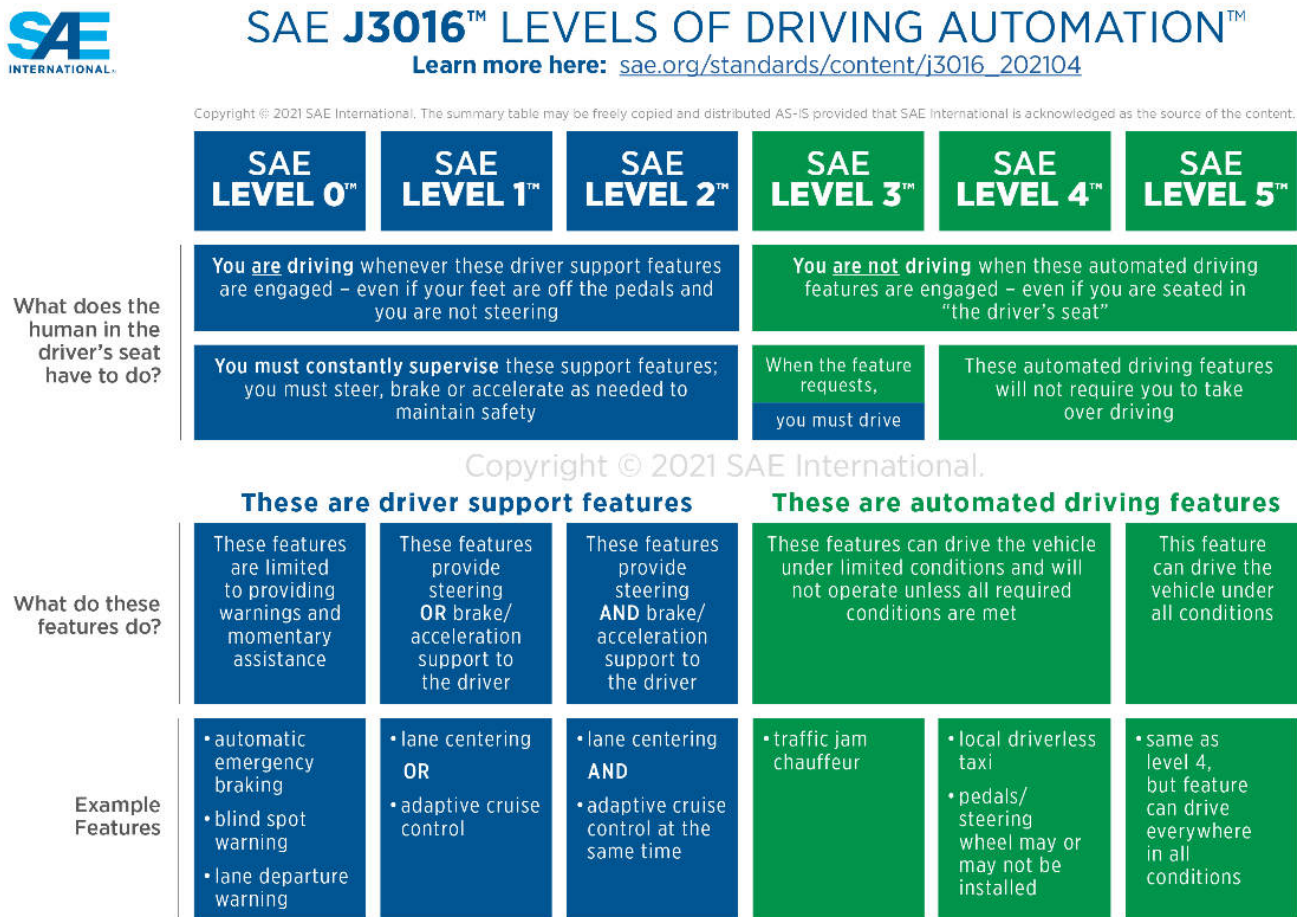 SAE
INTERNATIONAL®
SAE J3016™ LEVELS OF DRIVING AUTOMATION™
Learn more here: sae.org/standards/content/j3016_202104
Copyright © 2021 SAE International. The summary table may be freely copied and distributed AS-IS provided that SAE International is acknowledged as the source of the content.
SAE
LEVEL 0™
SAE
LEVEL 1™
SAE
LEVEL 2™
SAE
LEVEL 3™
SAE
LEVEL 4™
SAE
LEVEL 5™
What does the
human in the
driver's seat
have to do?
You are driving whenever these driver support features
are engaged – even if your feet are off the pedals and
you are not steering
You are not driving when these automated driving
features are engaged – even if you are seated in
“the driver's seat”
You must constantly supervise these support features;
you must steer, brake or accelerate as needed to
maintain safety
When the feature
requests,
you must drive
These automated driving features
will not require you to take
over driving
Copyright © 2021 SAE International.
These are driver support features
These are automated driving features
What do these
features do?
These features
are limited
to providing
warnings and
momentary
assistance
These features
provide
steering
OR brake/
acceleration
support to
the driver
These features
provide
steering
AND brake/
acceleration
support to
the driver
These features can drive the vehicle
under limited conditions and will
not operate unless all required
conditions are met
This feature
can drive the
vehicle under
all conditions
Example
Features
• automatic
emergency
braking
• blind spot
warning
• lane departure
warning
• lane centering
OR
• adaptive cruise
control
• lane centering
AND
• adaptive cruise
control at the
same time
• traffic jam
chauffeur
• local driverless
taxi
• pedals/
steering
wheel may or
may not be
installed
• same as
level 4,
but feature
can drive
everywhere
in all
conditions